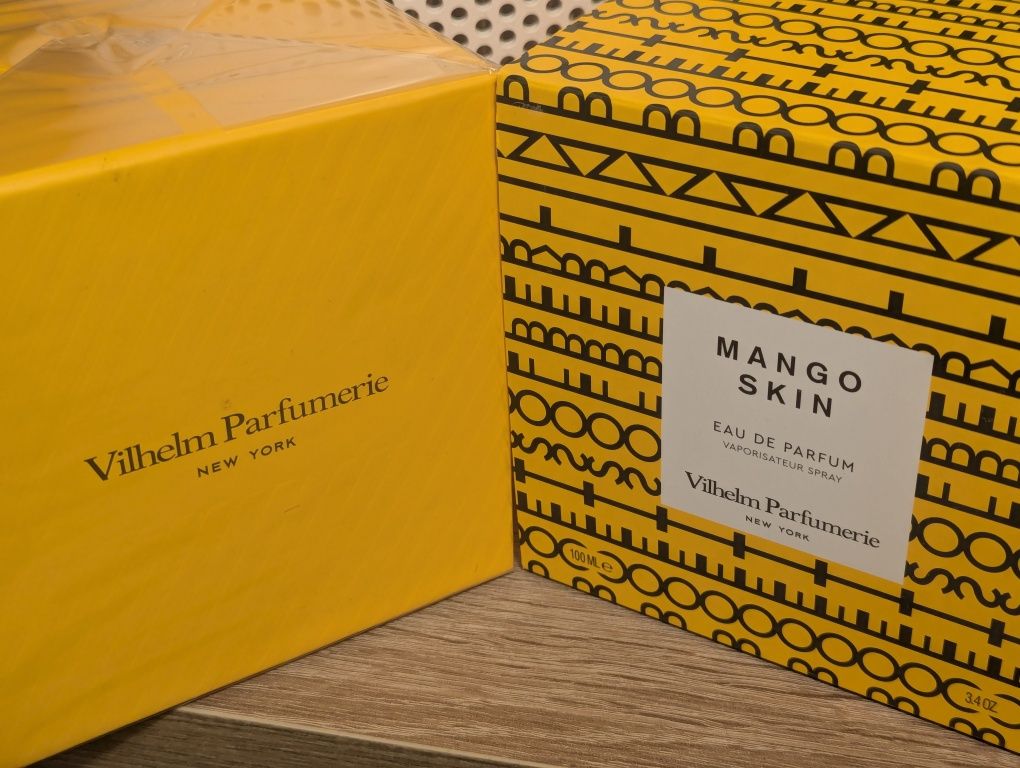 Vilhelm Parfumerie
NEW YORK
MANGO
SKIN
EAU DE PARFUM
VAPORISATEUR SPRAY
Vilhelm Parfumerie
NEW YORK
100 ML ℮
3.4 OZ